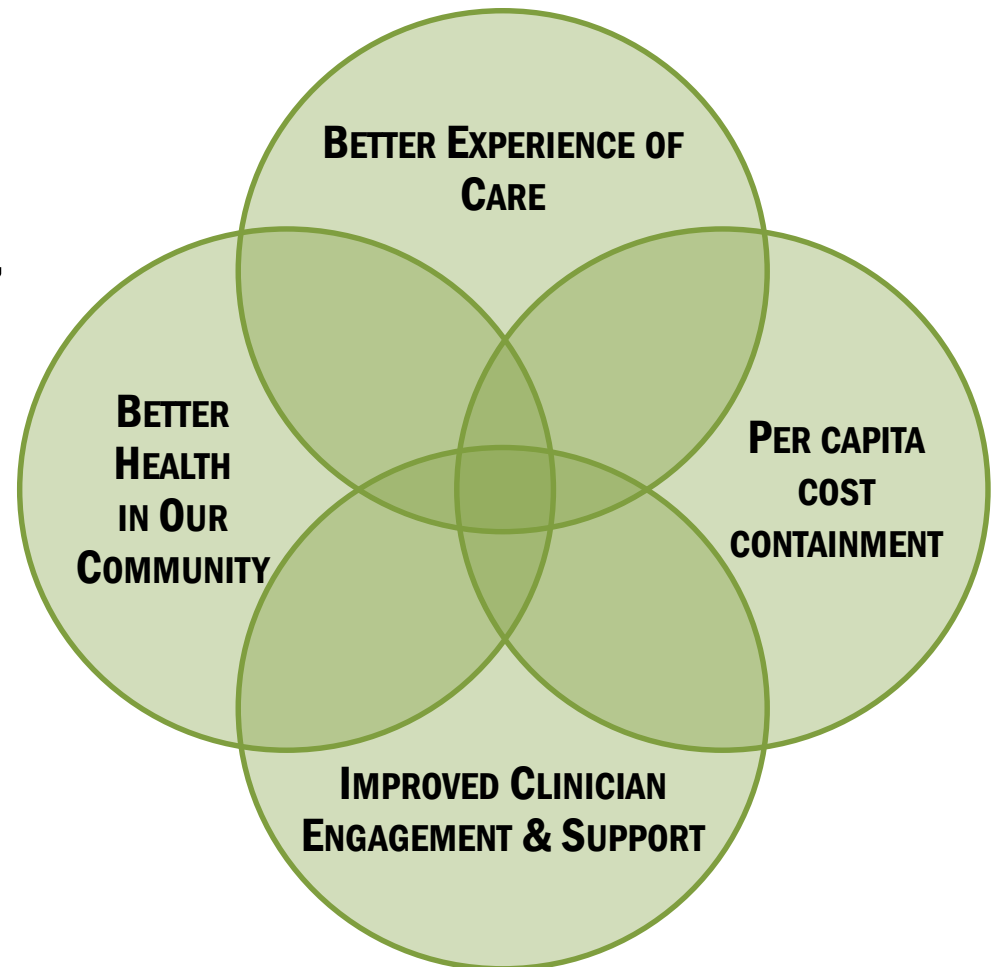 BETTER EXPERIENCE OF
CARE
BETTER
HEALTH
IN OUR
COMMUNITY
PER CAPITA
COST
CONTAINMENT
IMPROVED CLINICIAN
ENGAGEMENT & SUPPORT